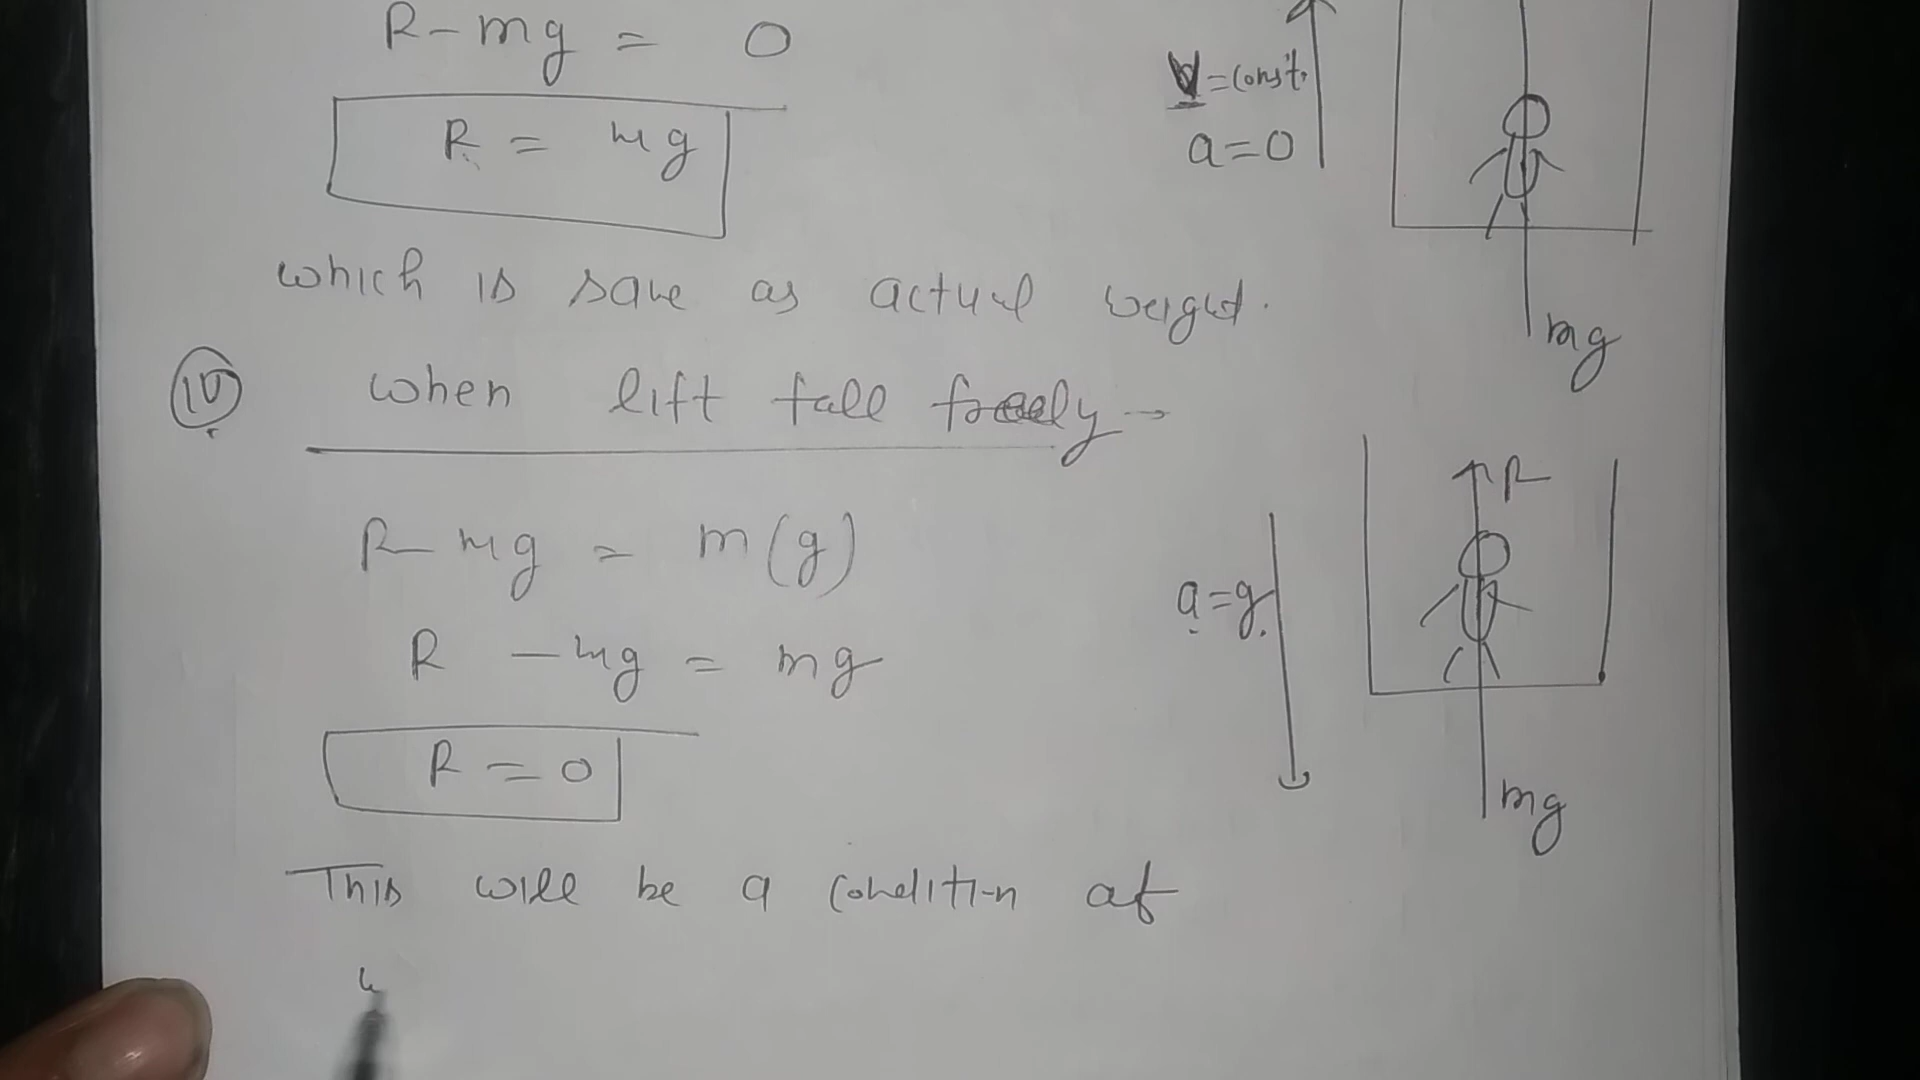 R - mg = 0
V = const.
a = 0
R = mg
which is same as actual weight.
mg
(iv) when lift fall freely →
R
R - mg = m(g)
a = g.
R - mg = mg
R = 0
mg
This will be a condition of